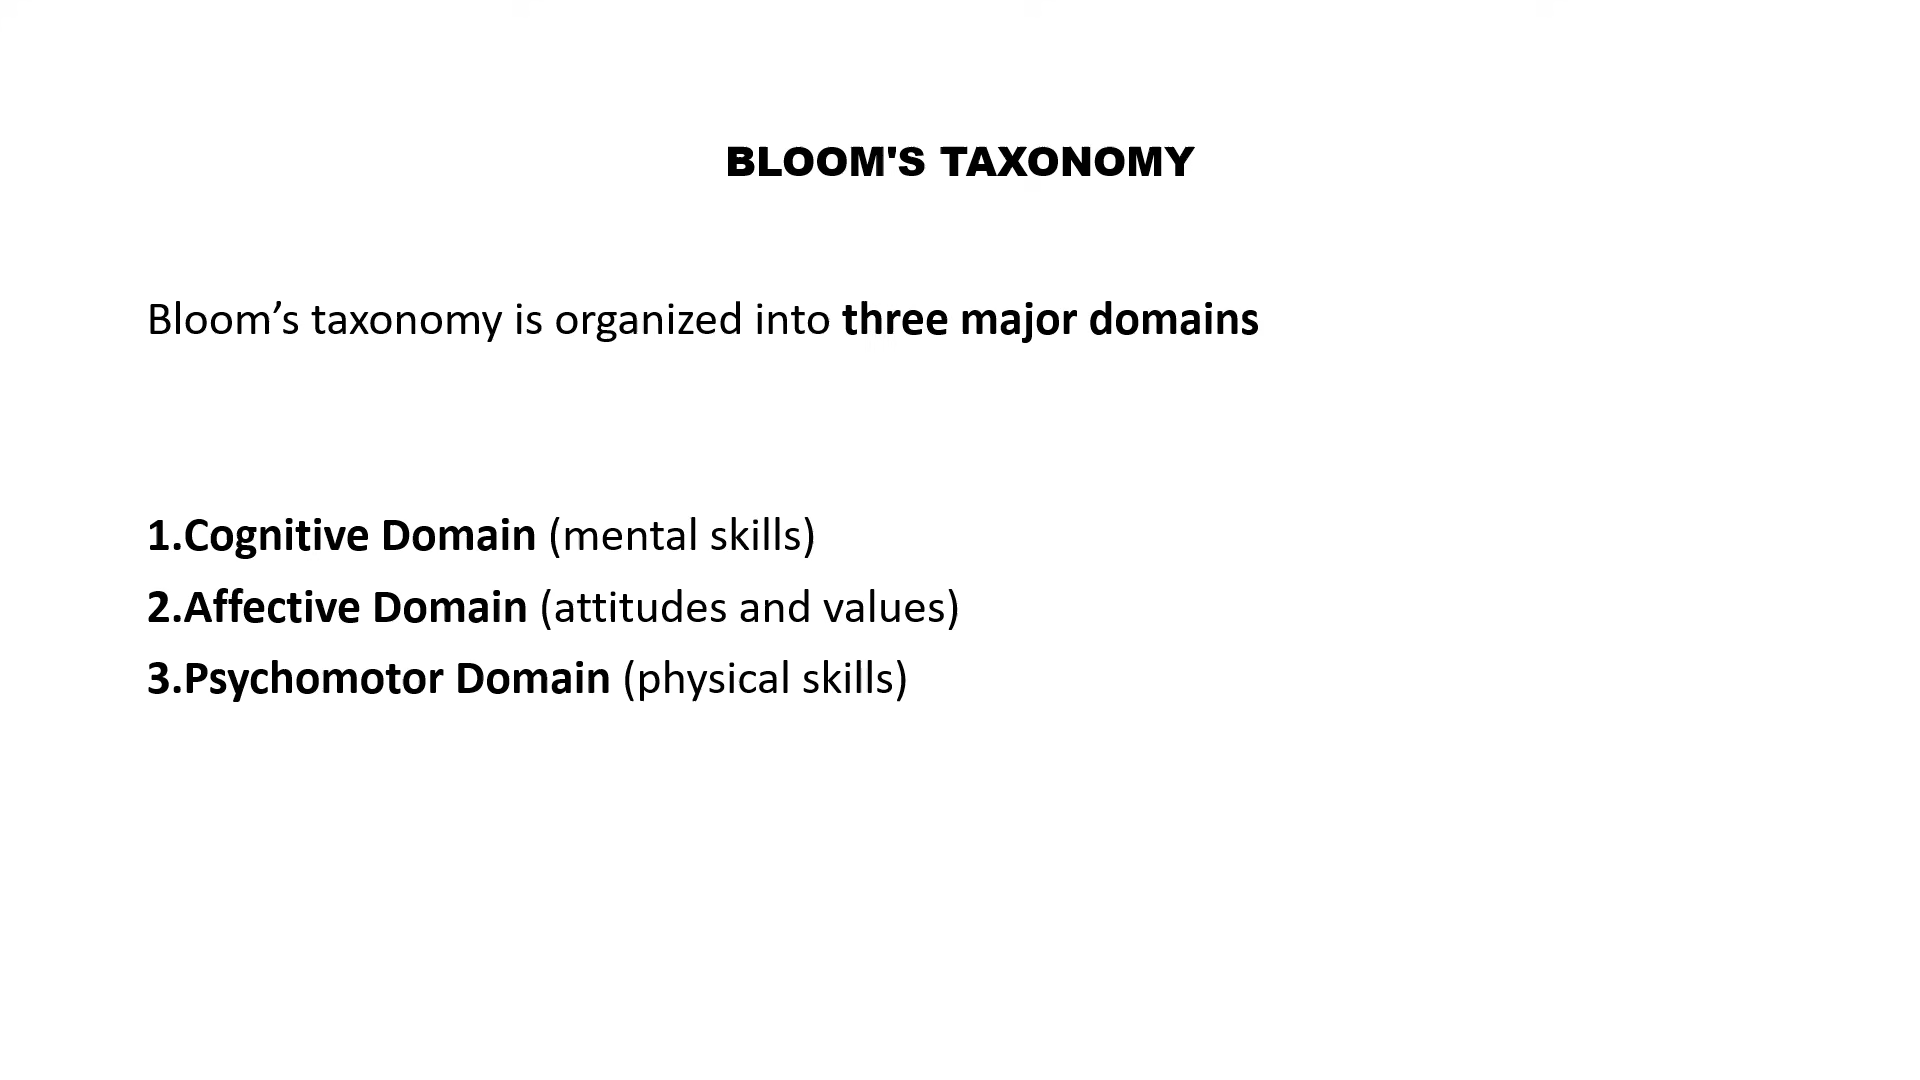 BLOOM'S TAXONOMY
Bloom’s taxonomy is organized into three major domains
1.Cognitive Domain (mental skills)
2.Affective Domain (attitudes and values)
3.Psychomotor Domain (physical skills)